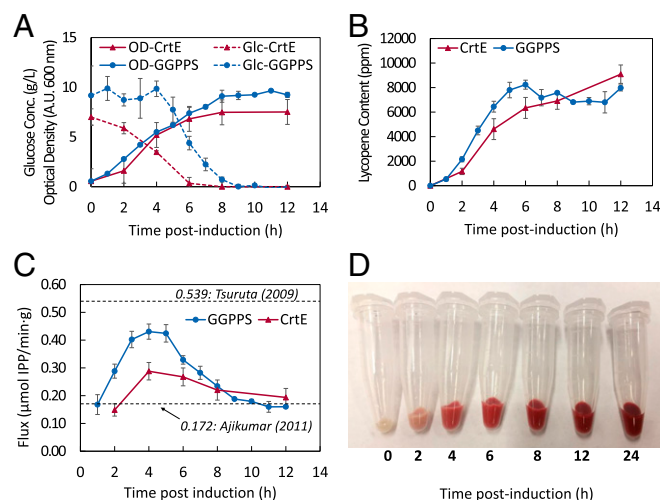 A
OD-CrtE
Glc-CrtE
OD-GGPPS
Glc-GGPPS
Glucose Conc. (g/L)
Optical Density (A.U. 600 nm)
15
10
5
0
0 2 4 6 8 10 12 14
Time post-induction (h)
B
CrtE
GGPPS
Lycopene Content (ppm)
12000
10000
8000
6000
4000
2000
0
0 2 4 6 8 10 12 14
Time post-induction (h)
C
0.539: Tsuruta (2009)
GGPPS
CrtE
Flux (μmol IPP/min·g)
0.60
0.50
0.40
0.30
0.20
0.10
0.00
0.172: Ajikumar (2011)
0 2 4 6 8 10 12 14
Time post induction (h)
D
0 2 4 6 8 12 24
Time post-induction (h)